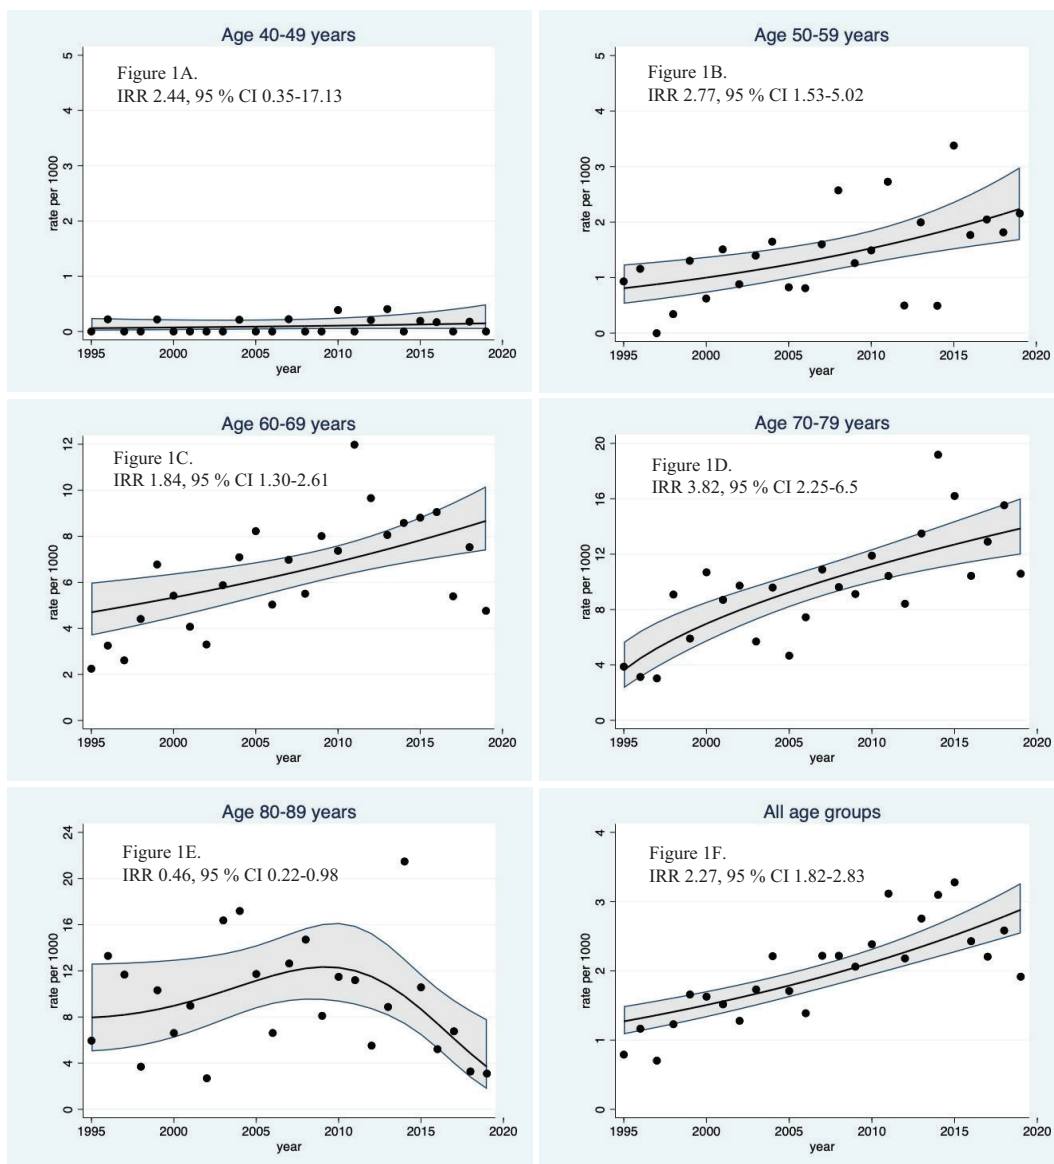 Age 40-49 years
Figure 1A.
IRR 2.44, 95 % CI 0.35-17.13
rate per 1000
0 1 2 3 4 5
1995 2000 2005 2010 2015 2020
year
Age 50-59 years
Figure 1B.
IRR 2.77, 95 % CI 1.53-5.02
rate per 1000
0 1 2 3 4 5
1995 2000 2005 2010 2015 2020
year
Age 60-69 years
Figure 1C.
IRR 1.84, 95 % CI 1.30-2.61
rate per 1000
0 2 4 6 8 10 12
1995 2000 2005 2010 2015 2020
year
Age 70-79 years
Figure 1D.
IRR 3.82, 95 % CI 2.25-6.5
rate per 1000
0 4 8 12 16 20
1995 2000 2005 2010 2015 2020
year
Age 80-89 years
Figure 1E.
IRR 0.46, 95 % CI 0.22-0.98
rate per 1000
0 4 8 12 16 20 24
1995 2000 2005 2010 2015 2020
year
All age groups
Figure 1F.
IRR 2.27, 95 % CI 1.82-2.83
rate per 1000
0 1 2 3 4
1995 2000 2005 2010 2015 2020
year